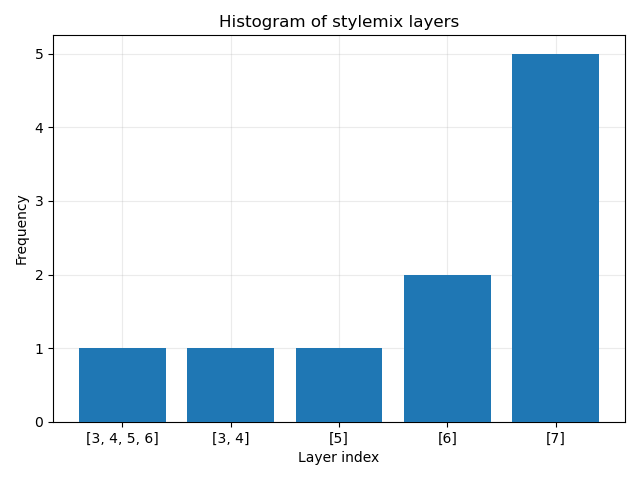 Histogram of stylemix layers
5
4
3
2
1
0
Frequency
[3, 4, 5, 6] [3, 4] [5] [6] [7]
Layer index